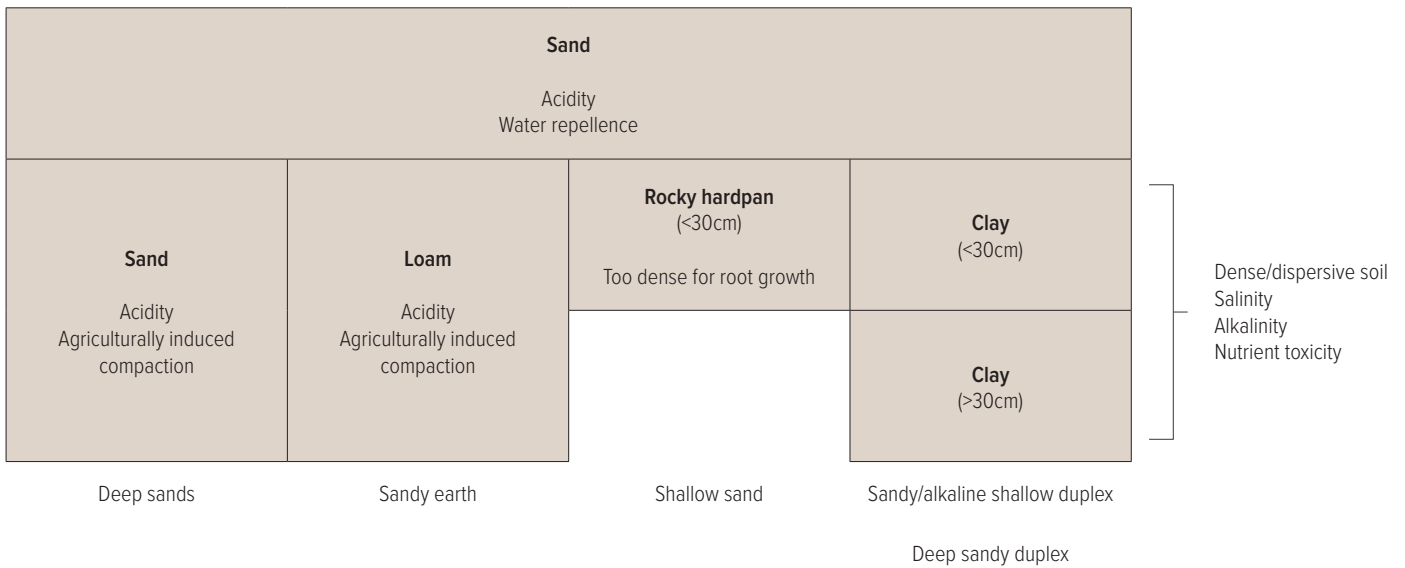 Sand
Acidity
Water repellence
Sand
Acidity
Agriculturally induced
compaction
Loam
Acidity
Agriculturally induced
compaction
Rocky hardpan
(<30cm)
Too dense for root growth
Clay
(<30cm)
Clay
(>30cm)
Dense/dispersive soil
Salinity
Alkalinity
Nutrient toxicity
Deep sands
Sandy earth
Shallow sand
Sandy/alkaline shallow duplex
Deep sandy duplex